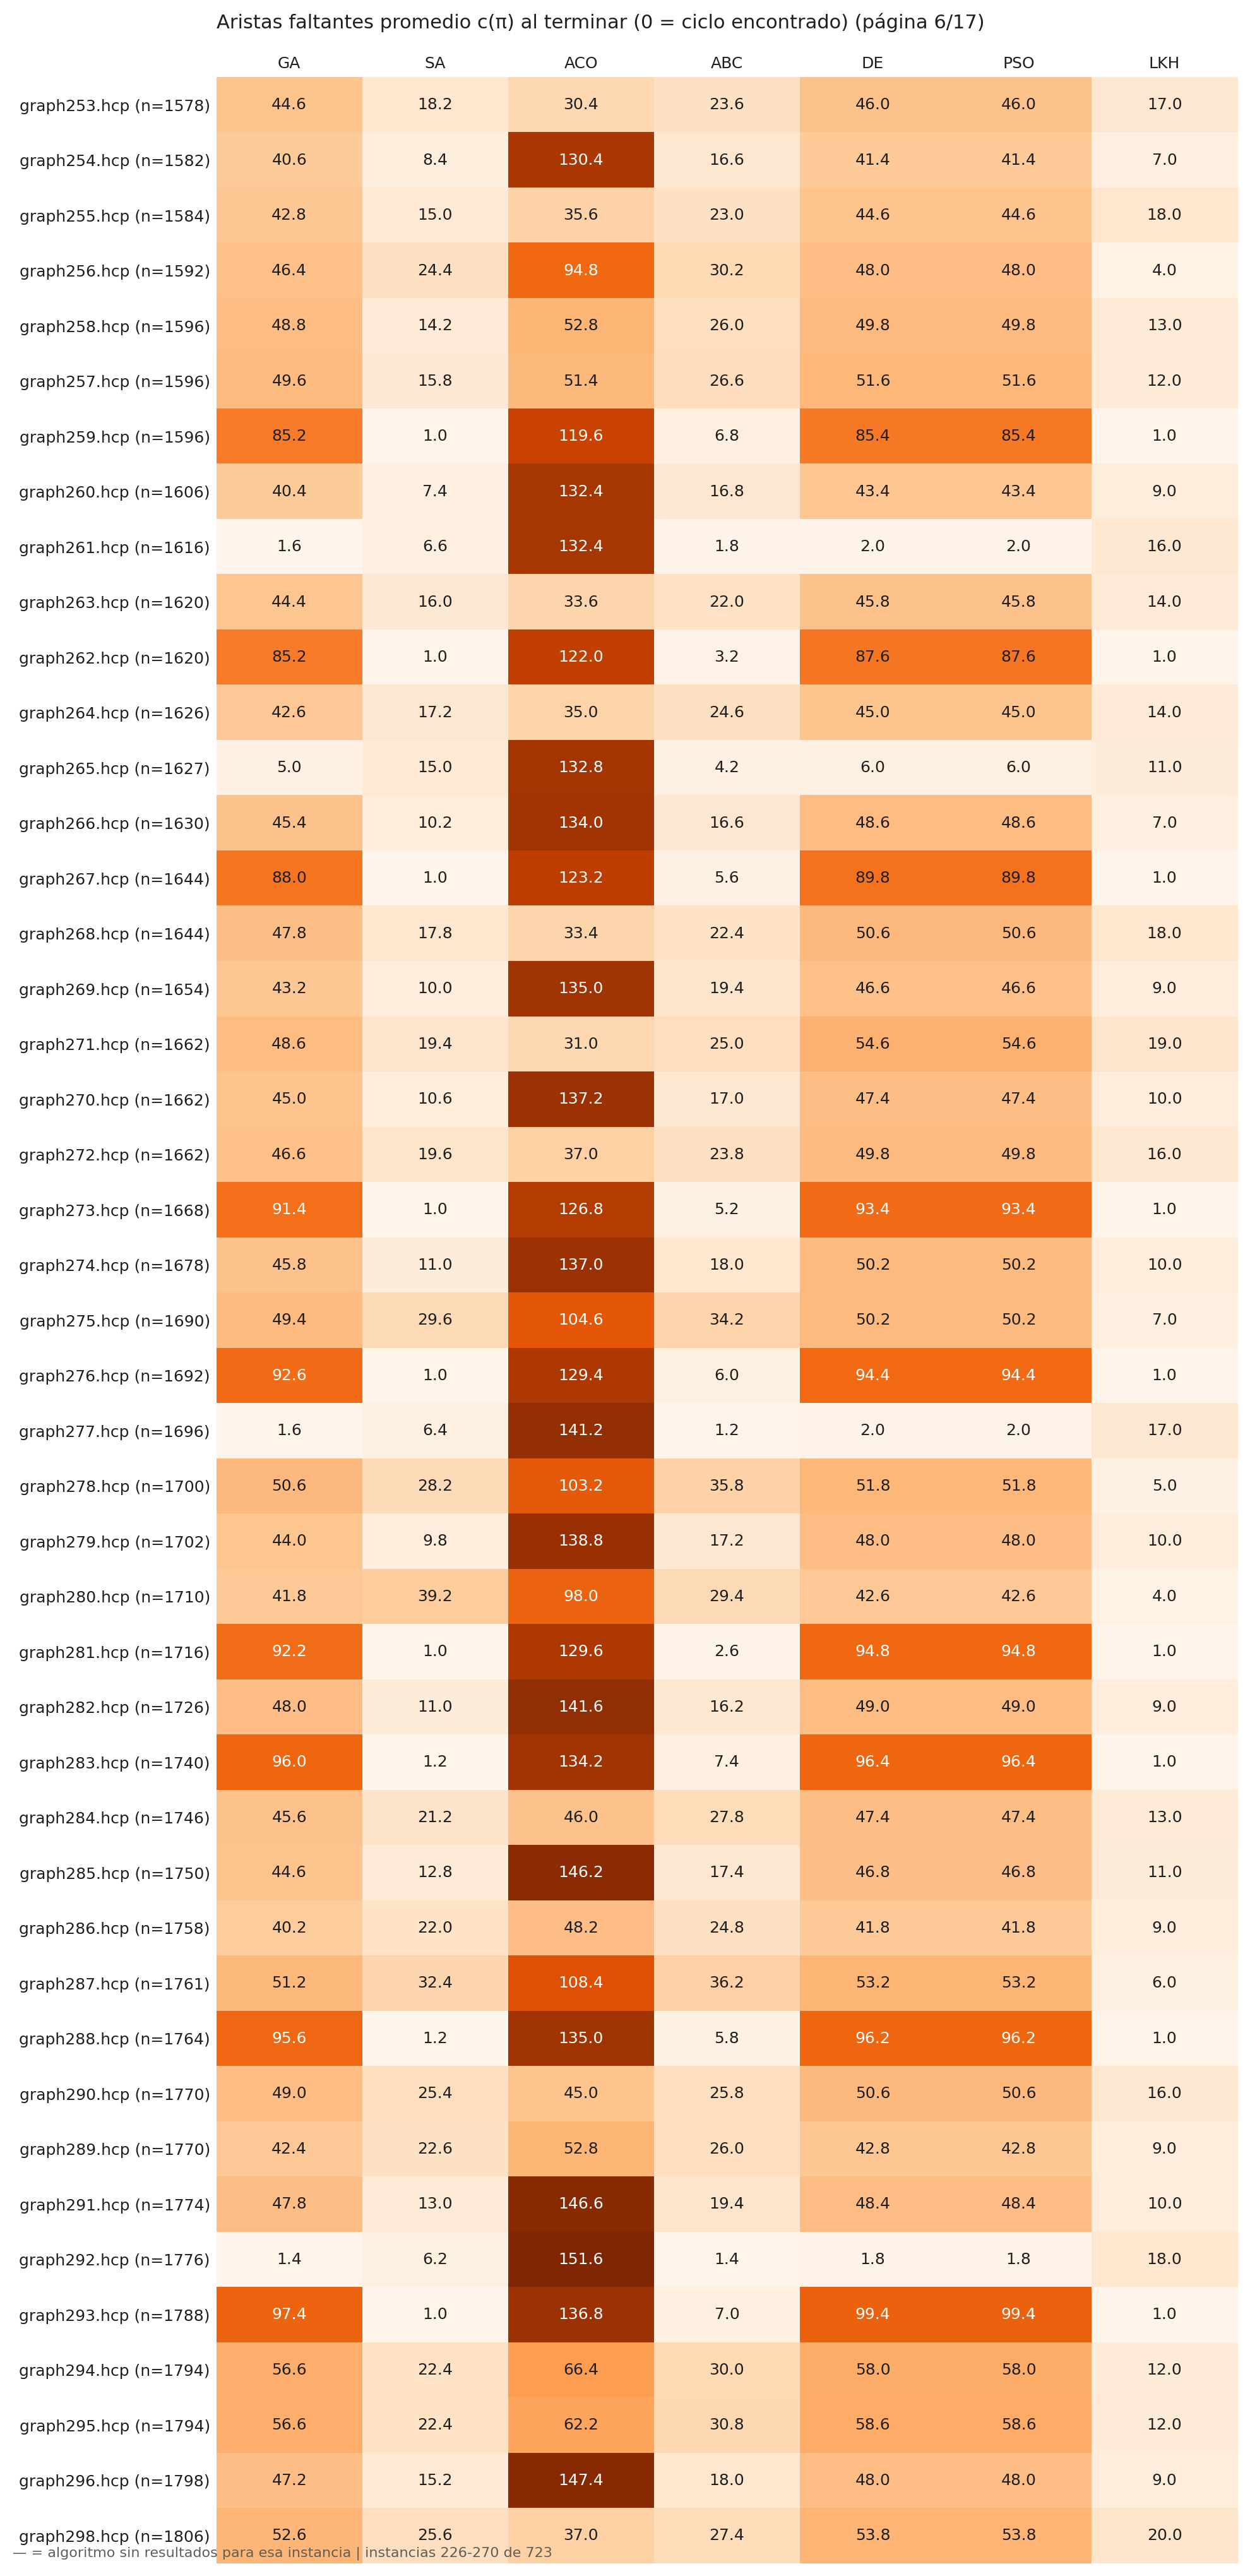 Aristas faltantes promedio c(π) al terminar (0 = ciclo encontrado) (página 6/17)
GA SA ACO ABC DE PSO LKH
graph253.hcp (n=1578) 44.6 18.2 30.4 23.6 46.0 46.0 17.0
graph254.hcp (n=1582) 40.6 8.4 130.4 16.6 41.4 41.4 7.0
graph255.hcp (n=1584) 42.8 15.0 35.6 23.0 44.6 44.6 18.0
graph256.hcp (n=1592) 46.4 24.4 94.8 30.2 48.0 48.0 4.0
graph258.hcp (n=1596) 48.8 14.2 52.8 26.0 49.8 49.8 13.0
graph257.hcp (n=1596) 49.6 15.8 51.4 26.6 51.6 51.6 12.0
graph259.hcp (n=1596) 85.2 1.0 119.6 6.8 85.4 85.4 1.0
graph260.hcp (n=1606) 40.4 7.4 132.4 16.8 43.4 43.4 9.0
graph261.hcp (n=1616) 1.6 6.6 132.4 1.8 2.0 2.0 16.0
graph263.hcp (n=1620) 44.4 16.0 33.6 22.0 45.8 45.8 14.0
graph262.hcp (n=1620) 85.2 1.0 122.0 3.2 87.6 87.6 1.0
graph264.hcp (n=1626) 42.6 17.2 35.0 24.6 45.0 45.0 14.0
graph265.hcp (n=1627) 5.0 15.0 132.8 4.2 6.0 6.0 11.0
graph266.hcp (n=1630) 45.4 10.2 134.0 16.6 48.6 48.6 7.0
graph267.hcp (n=1644) 88.0 1.0 123.2 5.6 89.8 89.8 1.0
graph268.hcp (n=1644) 47.8 17.8 33.4 22.4 50.6 50.6 18.0
graph269.hcp (n=1654) 43.2 10.0 135.0 19.4 46.6 46.6 9.0
graph271.hcp (n=1662) 48.6 19.4 31.0 25.0 54.6 54.6 19.0
graph270.hcp (n=1662) 45.0 10.6 137.2 17.0 47.4 47.4 10.0
graph272.hcp (n=1662) 46.6 19.6 37.0 23.8 49.8 49.8 16.0
graph273.hcp (n=1668) 91.4 1.0 126.8 5.2 93.4 93.4 1.0
graph274.hcp (n=1678) 45.8 11.0 137.0 18.0 50.2 50.2 10.0
graph275.hcp (n=1690) 49.4 29.6 104.6 34.2 50.2 50.2 7.0
graph276.hcp (n=1692) 92.6 1.0 129.4 6.0 94.4 94.4 1.0
graph277.hcp (n=1696) 1.6 6.4 141.2 1.2 2.0 2.0 17.0
graph278.hcp (n=1700) 50.6 28.2 103.2 35.8 51.8 51.8 5.0
graph279.hcp (n=1702) 44.0 9.8 138.8 17.2 48.0 48.0 10.0
graph280.hcp (n=1710) 41.8 39.2 98.0 29.4 42.6 42.6 4.0
graph281.hcp (n=1716) 92.2 1.0 129.6 2.6 94.8 94.8 1.0
graph282.hcp (n=1726) 48.0 11.0 141.6 16.2 49.0 49.0 9.0
graph283.hcp (n=1740) 96.0 1.2 134.2 7.4 96.4 96.4 1.0
graph284.hcp (n=1746) 45.6 21.2 46.0 27.8 47.4 47.4 13.0
graph285.hcp (n=1750) 44.6 12.8 146.2 17.4 46.8 46.8 11.0
graph286.hcp (n=1758) 40.2 22.0 48.2 24.8 41.8 41.8 9.0
graph287.hcp (n=1761) 51.2 32.4 108.4 36.2 53.2 53.2 6.0
graph288.hcp (n=1764) 95.6 1.2 135.0 5.8 96.2 96.2 1.0
graph290.hcp (n=1770) 49.0 25.4 45.0 25.8 50.6 50.6 16.0
graph289.hcp (n=1770) 42.4 22.6 52.8 26.0 42.8 42.8 9.0
graph291.hcp (n=1774) 47.8 13.0 146.6 19.4 48.4 48.4 10.0
graph292.hcp (n=1776) 1.4 6.2 151.6 1.4 1.8 1.8 18.0
graph293.hcp (n=1788) 97.4 1.0 136.8 7.0 99.4 99.4 1.0
graph294.hcp (n=1794) 56.6 22.4 66.4 30.0 58.0 58.0 12.0
graph295.hcp (n=1794) 56.6 22.4 62.2 30.8 58.6 58.6 12.0
graph296.hcp (n=1798) 47.2 15.2 147.4 18.0 48.0 48.0 9.0
graph298.hcp (n=1806) 52.6 25.6 37.0 27.4 53.8 53.8 20.0
— = algoritmo sin resultados para esa instancia | instancias 226-270 de 723